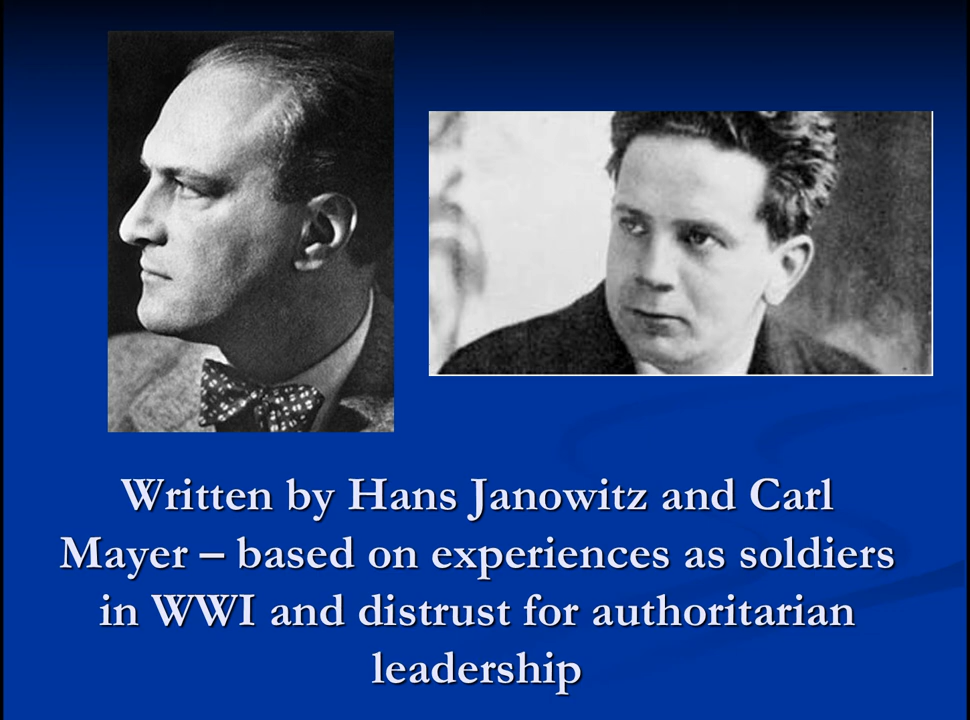 Written by Hans Janowitz and Carl
Mayer – based on experiences as soldiers
in WWI and distrust for authoritarian
leadership